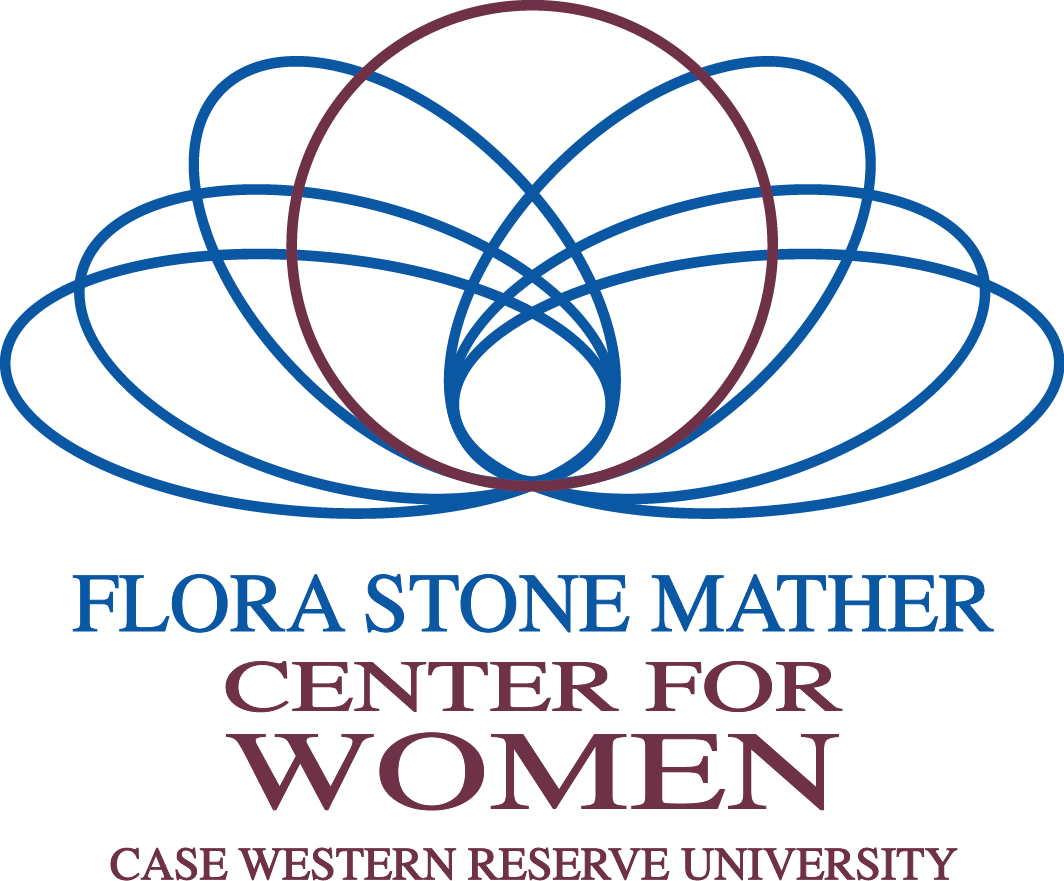 FLORA STONE MATHER
CENTER FOR
WOMEN
CASE WESTERN RESERVE UNIVERSITY